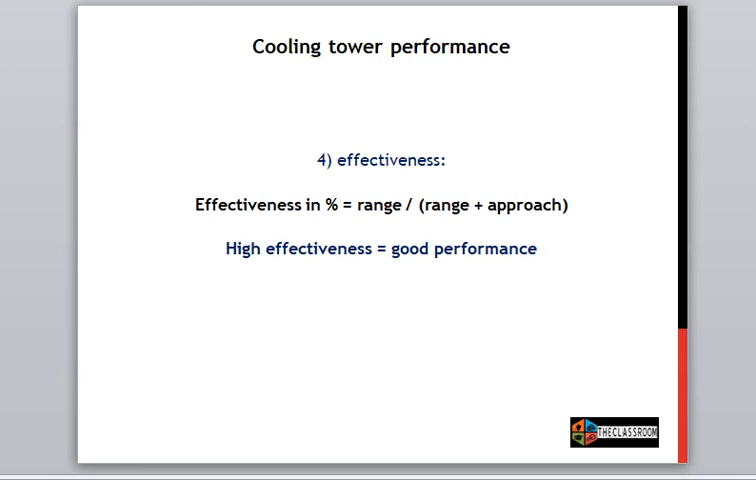 Cooling tower performance
4) effectiveness:
Effectiveness in % = range / (range + approach)
High effectiveness = good performance
THECLASSROOM